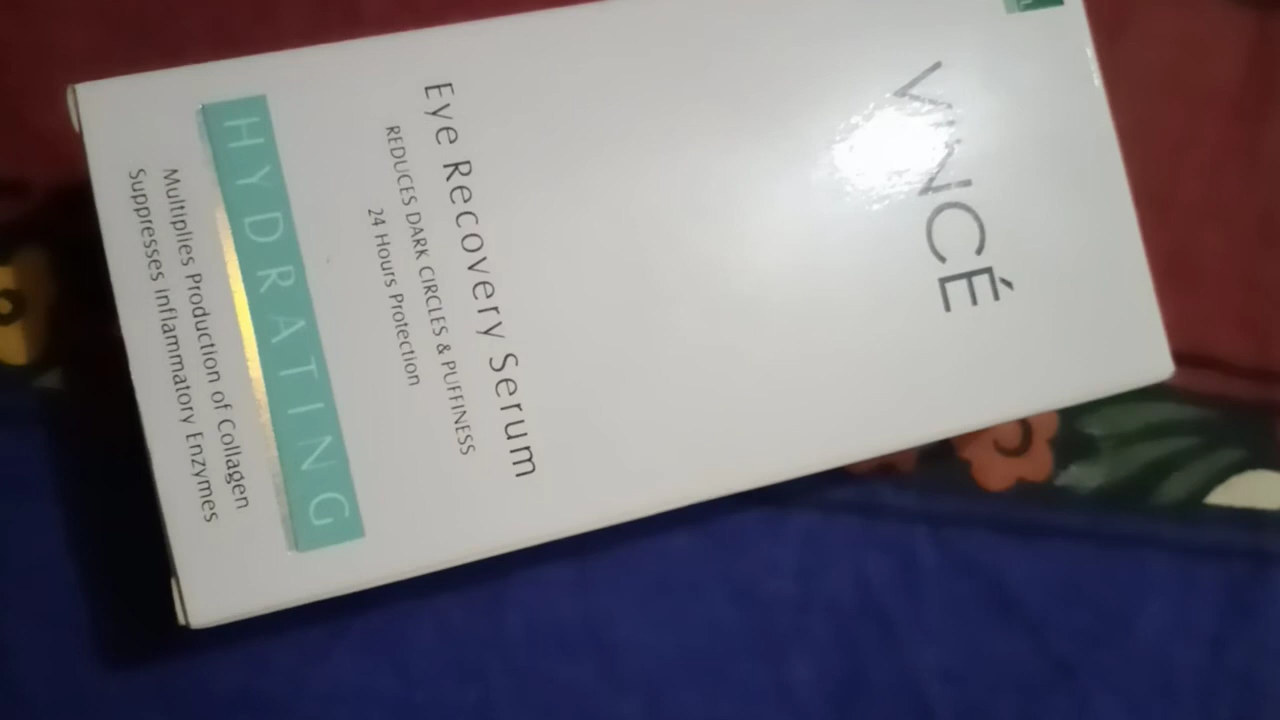 VINCÉ
Eye Recovery Serum
REDUCES DARK CIRCLES & PUFFINESS
24 Hours Protection
HYDRATING
Multiplies Production of Collagen
Suppresses Inflammatory Enzymes